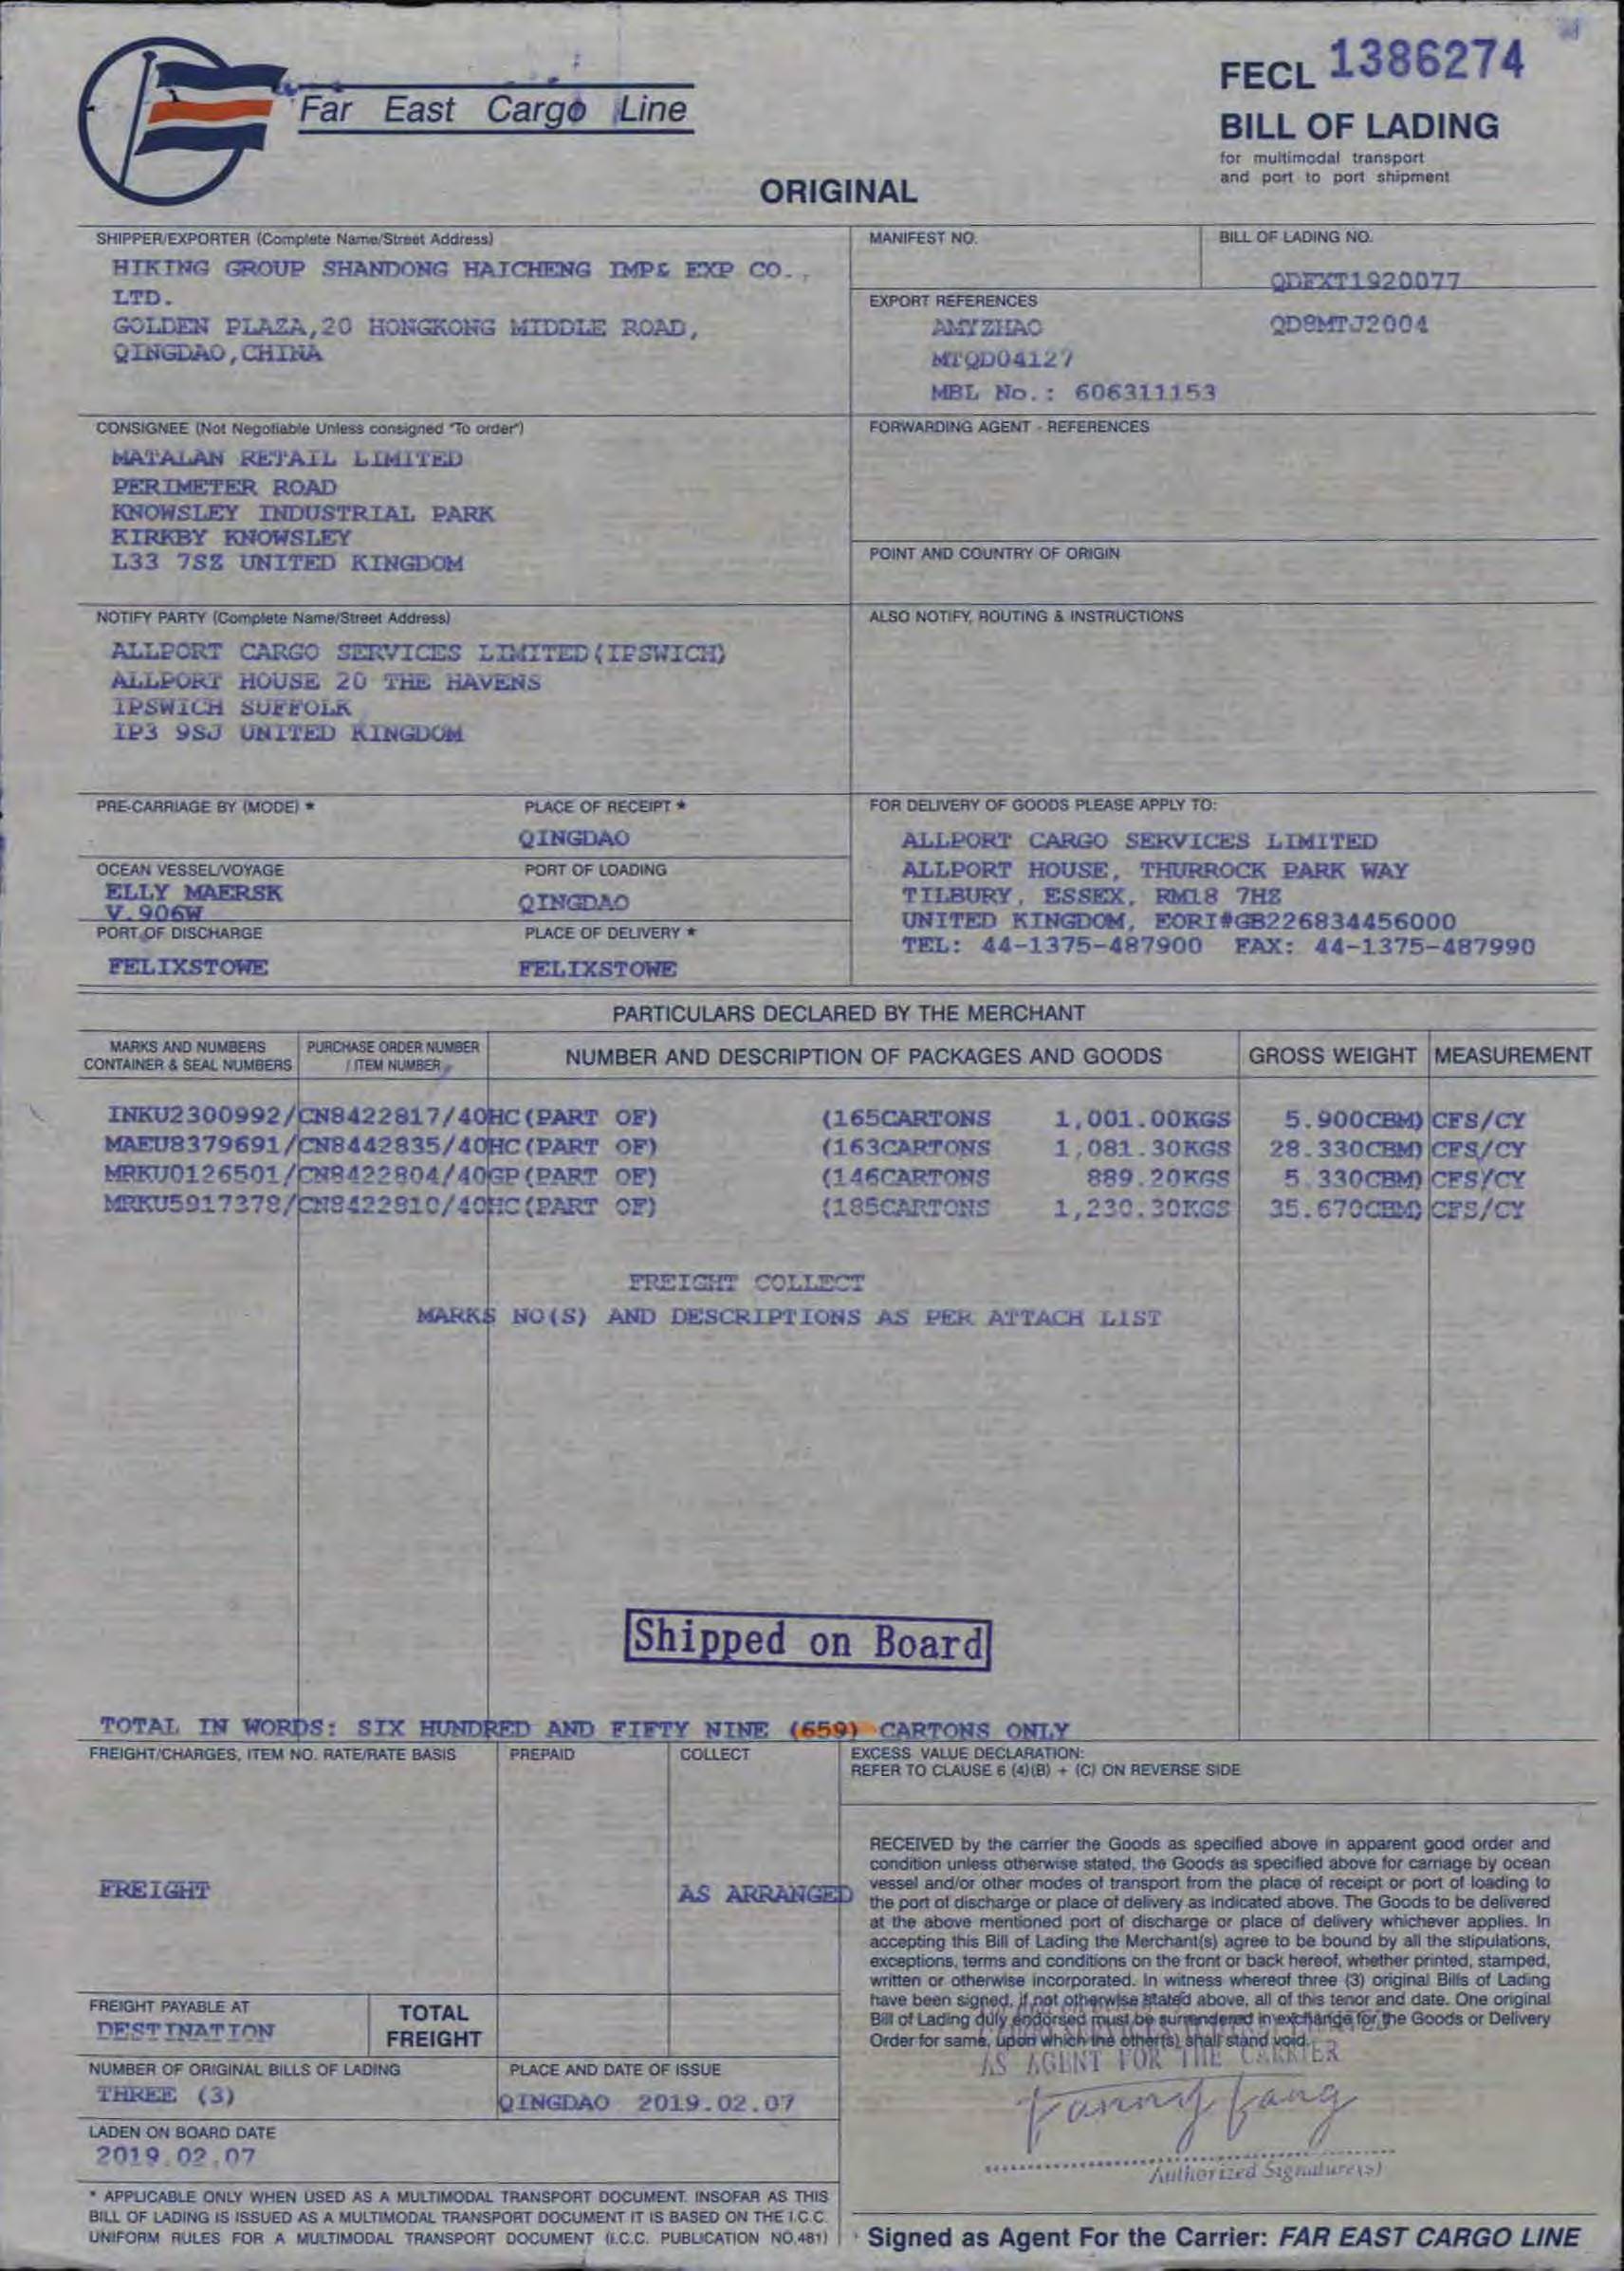 Far East Cargo Line
FECL 1386274
BILL OF LADING
for multimodal transport
and port to port shipment
ORIGINAL
SHIPPER/EXPORTER (Complete Name/Street Address)
HIKING GROUP SHANDONG HAICHENG IMP& EXP CO.,
LTD.
GOLDEN PLAZA,20 HONGKONG MIDDLE ROAD,
QINGDAO,CHINA
MANIFEST NO.
BILL OF LADING NO.
QDFXT1920077
EXPORT REFERENCES
AMYZHAO QD8MTJ2004
MTQD04127
MBL No.: 606311153
CONSIGNEE (Not Negotiable Unless consigned "To order")
MATALAN RETAIL LIMITED
PERIMETER ROAD
KNOWSLEY INDUSTRIAL PARK
KIRKBY KNOWSLEY
L33 7SZ UNITED KINGDOM
FORWARDING AGENT - REFERENCES
POINT AND COUNTRY OF ORIGIN
NOTIFY PARTY (Complete Name/Street Address)
ALLPORT CARGO SERVICES LIMITED(IPSWICH)
ALLPORT HOUSE 20 THE HAVENS
IPSWICH SUFFOLK
IP3 9SJ UNITED KINGDOM
ALSO NOTIFY, ROUTING & INSTRUCTIONS
PRE-CARRIAGE BY (MODE) *
PLACE OF RECEIPT *
QINGDAO
OCEAN VESSEL/VOYAGE
ELLY MAERSK
V.906W
PORT OF LOADING
QINGDAO
PORT OF DISCHARGE
FELIXSTOWE
PLACE OF DELIVERY *
FELIXSTOWE
FOR DELIVERY OF GOODS PLEASE APPLY TO:
ALLPORT CARGO SERVICES LIMITED
ALLPORT HOUSE, THURROCK PARK WAY
TILBURY, ESSEX, RM18 7HZ
UNITED KINGDOM, EORI#GB226834456000
TEL: 44-1375-487900 FAX: 44-1375-487990
PARTICULARS DECLARED BY THE MERCHANT
MARKS AND NUMBERS
CONTAINER & SEAL NUMBERS
PURCHASE ORDER NUMBER
/ ITEM NUMBER
NUMBER AND DESCRIPTION OF PACKAGES AND GOODS
GROSS WEIGHT
MEASUREMENT
INKU2300992/CN8422817/40HC(PART OF) (165CARTONS 1,001.00KGS 5.900CBM) CFS/CY
MAEU8379691/CN8442835/40HC(PART OF) (163CARTONS 1,081.30KGS 28.330CBM) CFS/CY
MRKU0126501/CN8422804/40GP(PART OF) (146CARTONS 889.20KGS 5.330CBM) CFS/CY
MRKU5917378/CN8422810/40HC(PART OF) (185CARTONS 1,230.30KGS 35.670CBM) CFS/CY
FREIGHT COLLECT
MARKS NO(S) AND DESCRIPTIONS AS PER ATTACH LIST
Shipped on Board
TOTAL IN WORDS: SIX HUNDRED AND FIFTY NINE (659) CARTONS ONLY
FREIGHT/CHARGES, ITEM NO. RATE/RATE BASIS
PREPAID
COLLECT
EXCESS VALUE DECLARATION:
REFER TO CLAUSE 6 (4)(B) + (C) ON REVERSE SIDE
FREIGHT
AS ARRANGED
RECEIVED by the carrier the Goods as specified above in apparent good order and
condition unless otherwise stated, the Goods as specified above for carriage by ocean
vessel and/or other modes of transport from the place of receipt or port of loading to
the port of discharge or place of delivery as indicated above. The Goods to be delivered
at the above mentioned port of discharge or place of delivery whichever applies. In
accepting this Bill of Lading the Merchant(s) agree to be bound by all the stipulations,
exceptions, terms and conditions on the front or back hereof, whether printed, stamped,
written or otherwise incorporated. In witness whereof three (3) original Bills of Lading
have been signed, if not otherwise stated above, all of this tenor and date. One original
Bill of Lading duly endorsed must be surrendered in exchange for the Goods or Delivery
Order for same, upon which the other(s) shall stand void.
AS AGENT FOR THE CARRIER
Fanny Fang
Authorized Signature(s)
FREIGHT PAYABLE AT
DESTINATION
TOTAL
FREIGHT
NUMBER OF ORIGINAL BILLS OF LADING
THREE (3)
PLACE AND DATE OF ISSUE
QINGDAO 2019.02.07
LADEN ON BOARD DATE
2019.02.07
* APPLICABLE ONLY WHEN USED AS A MULTIMODAL TRANSPORT DOCUMENT. INSOFAR AS THIS
BILL OF LADING IS ISSUED AS A MULTIMODAL TRANSPORT DOCUMENT IT IS BASED ON THE I.C.C.
UNIFORM RULES FOR A MULTIMODAL TRANSPORT DOCUMENT (I.C.C. PUBLICATION NO.481)
Signed as Agent For the Carrier: FAR EAST CARGO LINE